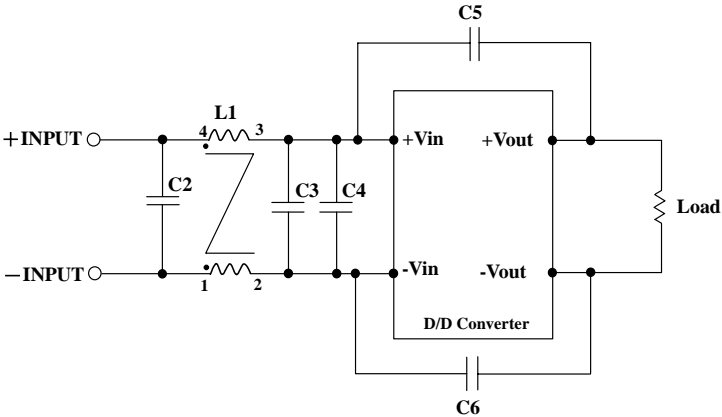 C5
L1
+INPUT
4
3
+Vin
+Vout
C2
C3
C4
Load
−INPUT
1
2
-Vin
-Vout
D/D Converter
C6